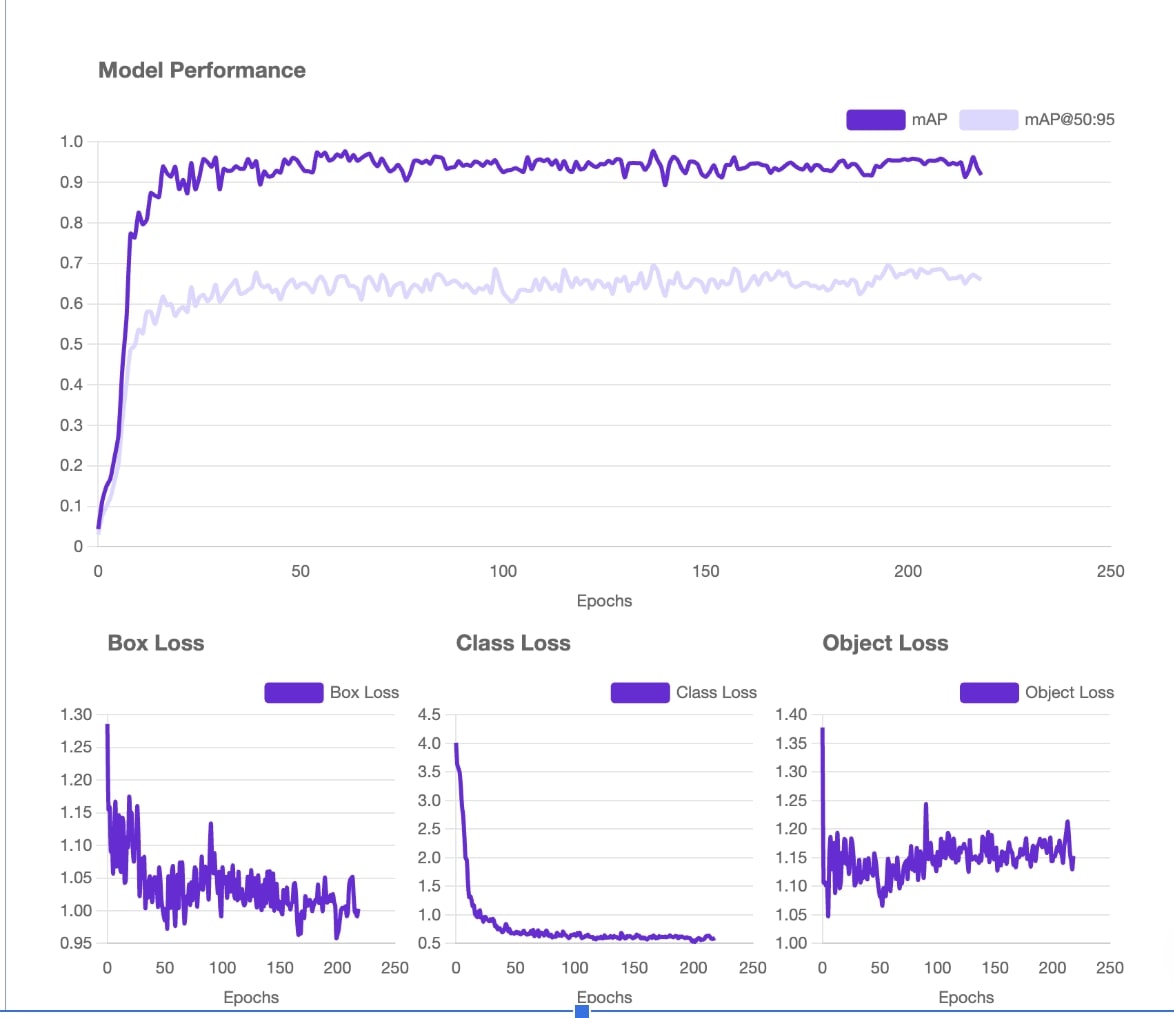 Model Performance
mAP mAP@50:95
1.0
0.9
0.8
0.7
0.6
0.5
0.4
0.3
0.2
0.1
0
0 50 100 150 200 250
Epochs
Box Loss
Box Loss
1.30
1.25
1.20
1.15
1.10
1.05
1.00
0.95
0 50 100 150 200 250
Epochs
Class Loss
Class Loss
4.5
4.0
3.5
3.0
2.5
2.0
1.5
1.0
0.5
0 50 100 150 200 250
Epochs
Object Loss
Object Loss
1.40
1.35
1.30
1.25
1.20
1.15
1.10
1.05
1.00
0 50 100 150 200 250
Epochs